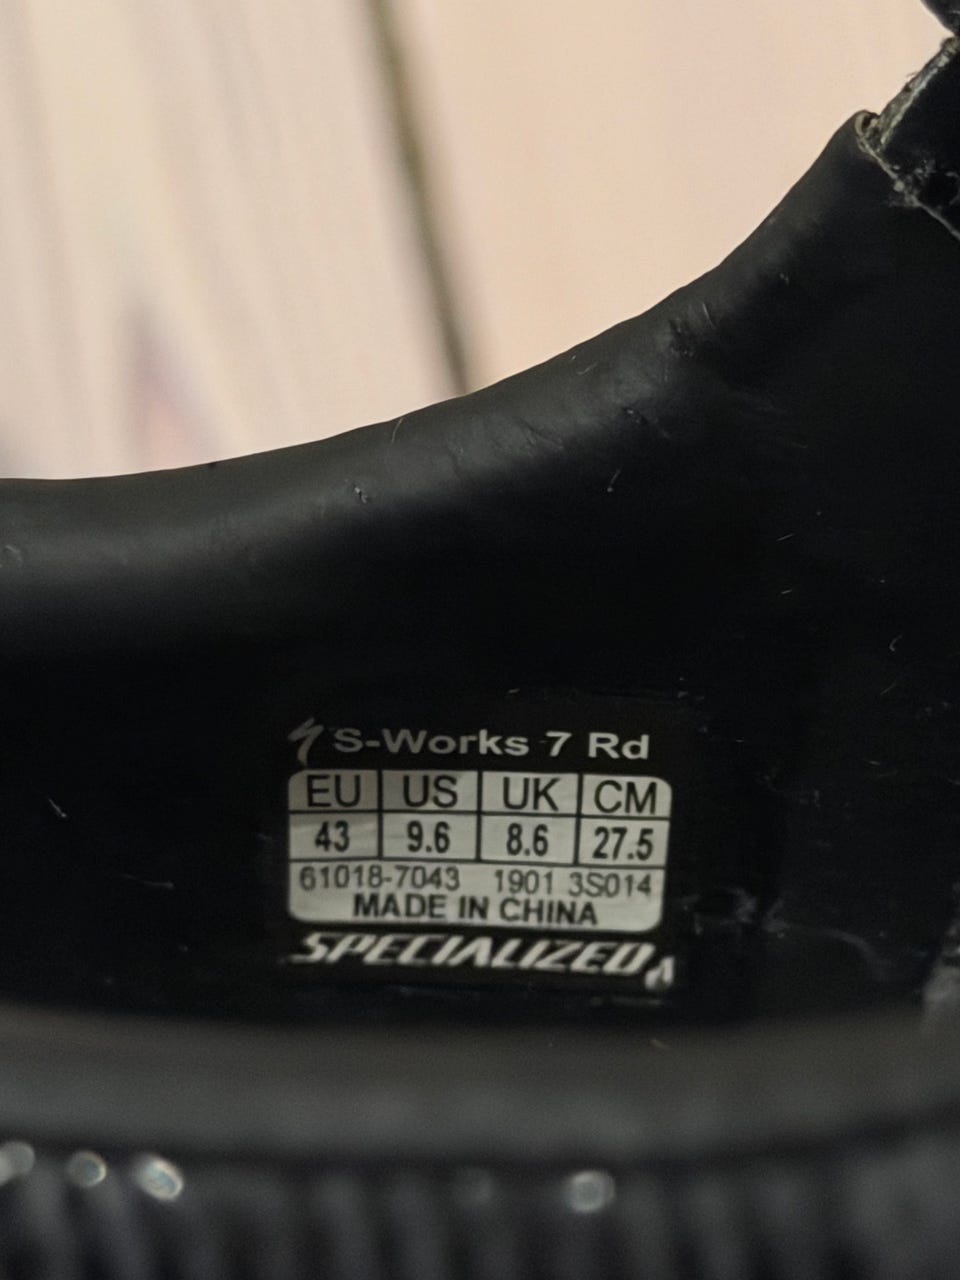 S-Works 7 Rd
EU US UK CM
43 9.6 8.6 27.5
61018-7043 1901 3S014
MADE IN CHINA
SPECIALIZED